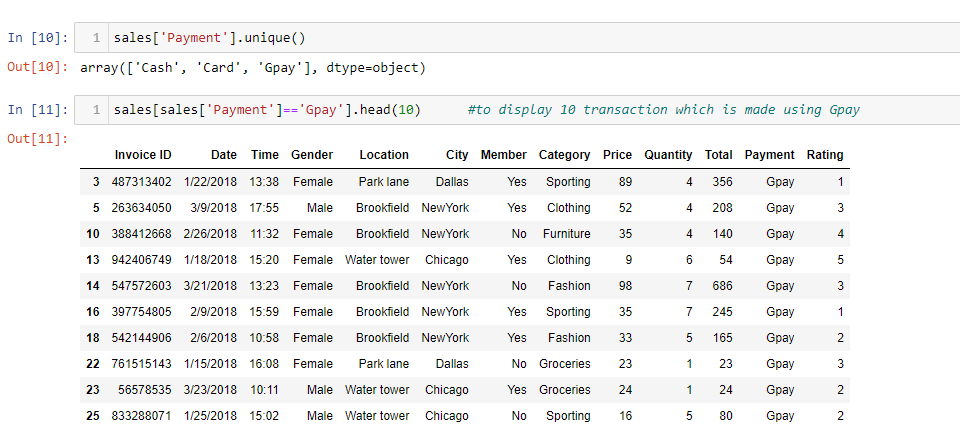 In [10]: 1 sales['Payment'].unique()
Out[10]: array(['Cash', 'Card', 'Gpay'], dtype=object)
In [11]: 1 sales[sales['Payment']=='Gpay'].head(10) #to display 10 transaction which is made using Gpay
Out[11]:
Invoice ID Date Time Gender Location City Member Category Price Quantity Total Payment Rating
3 487313402 1/22/2018 13:38 Female Park lane Dallas Yes Sporting 89 4 356 Gpay 1
5 263634050 3/9/2018 17:55 Male Brookfield NewYork Yes Clothing 52 4 208 Gpay 3
10 388412668 2/26/2018 11:32 Female Brookfield NewYork No Furniture 35 4 140 Gpay 4
13 942406749 1/18/2018 15:20 Female Water tower Chicago Yes Clothing 9 6 54 Gpay 5
14 547572603 3/21/2018 13:23 Female Brookfield NewYork No Fashion 98 7 686 Gpay 3
16 397754805 2/9/2018 15:59 Female Brookfield NewYork Yes Sporting 35 7 245 Gpay 1
18 542144906 2/6/2018 10:58 Female Brookfield NewYork Yes Fashion 33 5 165 Gpay 2
22 761515143 1/15/2018 16:08 Female Park lane Dallas No Groceries 23 1 23 Gpay 3
23 56578535 3/23/2018 10:11 Male Water tower Chicago Yes Groceries 24 1 24 Gpay 2
25 833288071 1/25/2018 15:02 Male Water tower Chicago No Sporting 16 5 80 Gpay 2